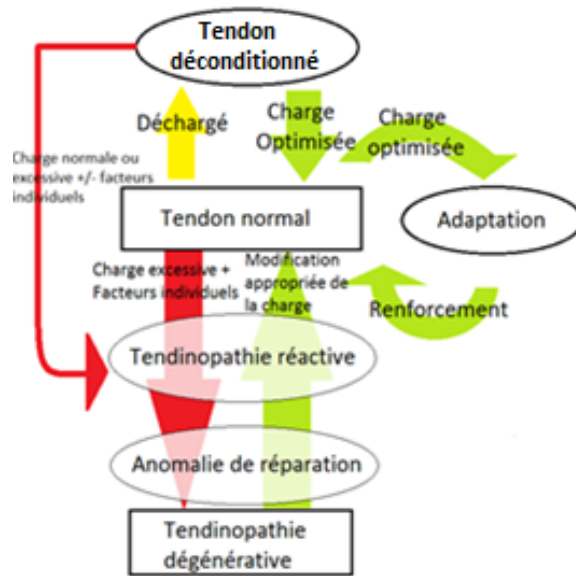 Tendon
déconditionné
Déchargé
Charge
Optimisée
Charge
optimisée
Charge normale ou
excessive +/- facteurs
individuels
Tendon normal
Adaptation
Charge excessive +
Facteurs individuels
Modification
appropriée de
la charge
Renforcement
Tendinopathie réactive
Anomalie de réparation
Tendinopathie
dégénérative